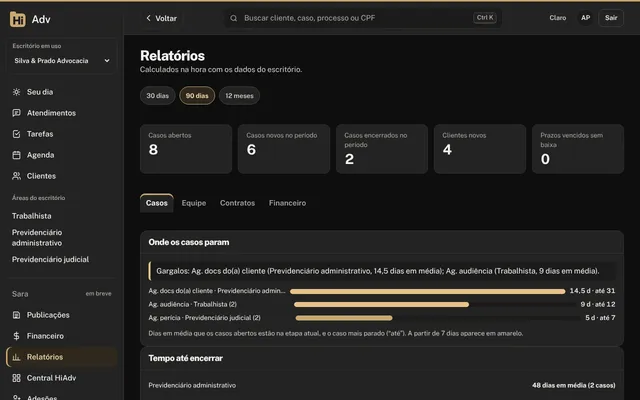 Hi Adv
Voltar
Buscar cliente, caso, processo ou CPF
Ctrl K
Claro
AP
Sair
Escritório em uso
Silva & Prado Advocacia
Seu dia
Atendimentos
Tarefas
Agenda
Clientes
Áreas do escritório
Trabalhista
Previdenciário
administrativo
Previdenciário judicial
Sara
em breve
Publicações
Financeiro
Relatórios
Central HiAdv
Adesões
Relatórios
Calculados na hora com os dados do escritório.
30 dias
90 dias
12 meses
Casos abertos
8
Casos novos no período
6
Casos encerrados no
período
2
Clientes novos
4
Prazos vencidos sem
baixa
0
Casos
Equipe
Contratos
Financeiro
Onde os casos param
Gargalos: Ag. docs do(a) cliente (Previdenciário administrativo, 14,5 dias em média); Ag. audiência (Trabalhista, 9 dias em média).
Ag. docs do(a) cliente · Previdenciário admin... 14,5 d · até 31
Ag. audiência · Trabalhista (2) 9 d · até 12
Ag. perícia · Previdenciário judicial (2) 5 d · até 7
Dias em média que os casos abertos estão na etapa atual, e o caso mais parado ("até"). A partir de 7 dias aparece em amarelo.
Tempo até encerrar
Previdenciário administrativo 48 dias em média (2 casos)